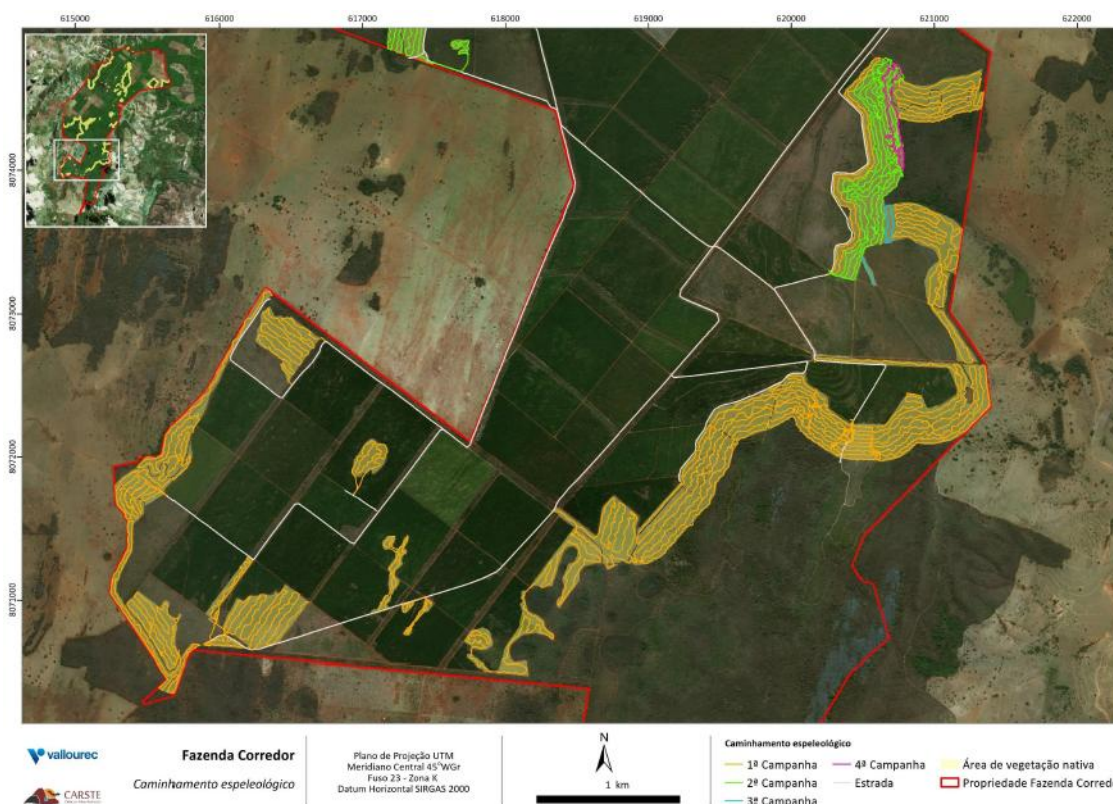 615000 616000 617000 618000 619000 620000 621000 622000
8074000
8073000
8072000
8071000
vallourec
CARSTE
Fazenda Corredor
Caminhamento espeleológico
Plano de Projeção UTM
Meridiano Central 45°WGr
Fuso 23 - Zona K
Datum Horizontal SIRGAS 2000
N
1 km
Caminhamento espeleológico
1ª Campanha
2ª Campanha
3ª Campanha
4ª Campanha
Estrada
Área de vegetação nativa
Propriedade Fazenda Corred